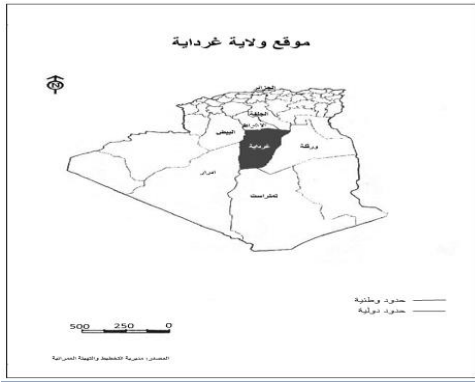 موقع ولاية غرداية
N
الجزائر
الجلفة
الأغواط
البيض
غرداية
ورقلة
ادرار
تمنراست
حدود وطنية
حدود دولية
500 250 0
المصدر: مديرية التخطيط والتهيئة العمرانية